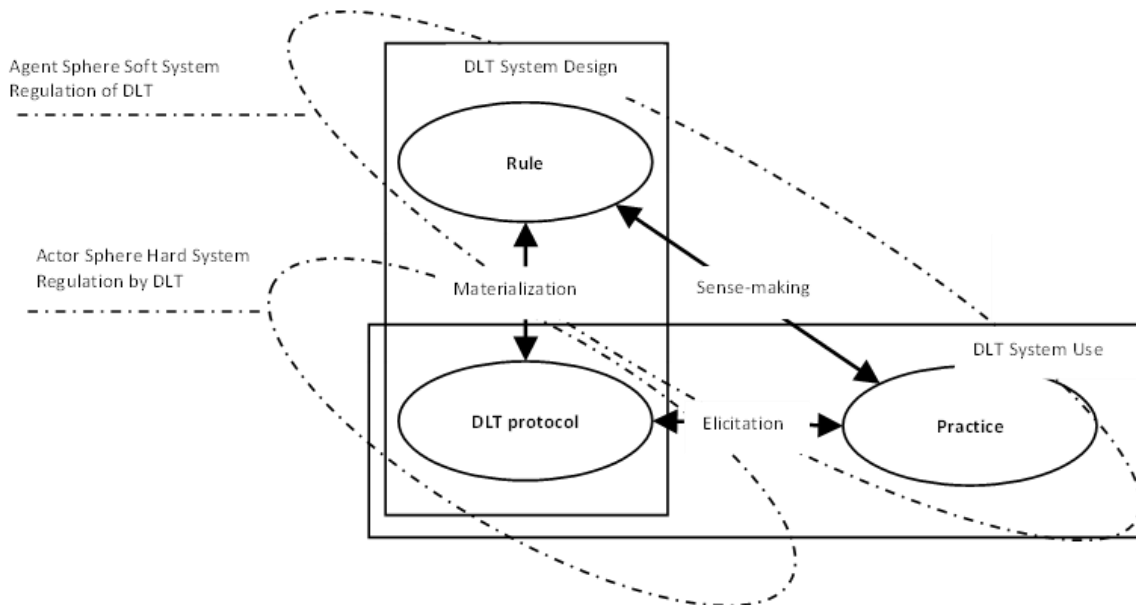 Agent Sphere Soft System
Regulation of DLT
DLT System Design
Rule
Actor Sphere Hard System
Regulation by DLT
Materialization
Sense-making
DLT System Use
DLT protocol
Elicitation
Practice